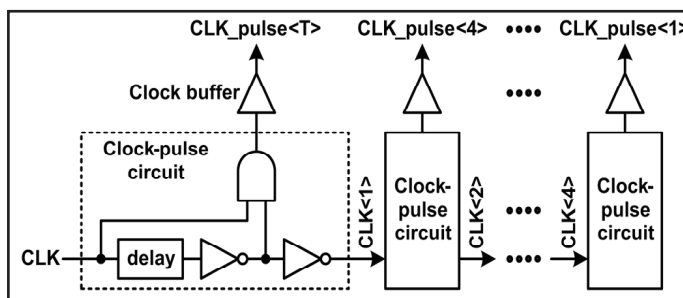 CLK_pulse<T> CLK_pulse<4> CLK_pulse<1>
Clock buffer
Clock-pulse
circuit
CLK
delay
CLK<1>
Clock-
pulse
circuit
CLK<2>
CLK<4>
Clock-
pulse
circuit